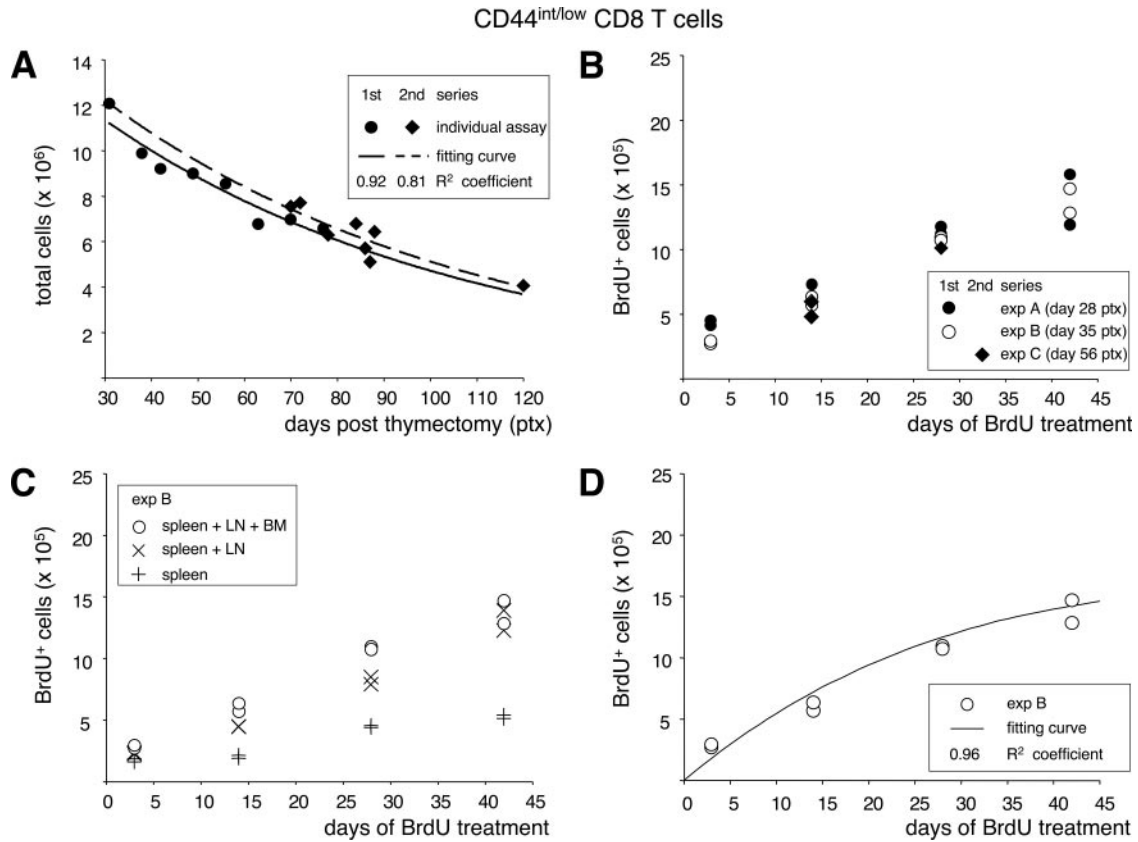 CD44int/low CD8 T cells
A
total cells (x 10⁶)
14
12
10
8
6
4
2
30 40 50 60 70 80 90 100 110 120
days post thymectomy (ptx)
1st 2nd series
individual assay
fitting curve
0.92 0.81 R² coefficient
B
BrdU⁺ cells (x 10⁵)
25
20
15
10
5
0 5 10 15 20 25 30 35 40 45
days of BrdU treatment
1st 2nd series
exp A (day 28 ptx)
exp B (day 35 ptx)
exp C (day 56 ptx)
C
BrdU⁺ cells (x 10⁵)
25
20
15
10
5
0 5 10 15 20 25 30 35 40 45
days of BrdU treatment
exp B
spleen + LN + BM
spleen + LN
spleen
D
BrdU⁺ cells (x 10⁵)
25
20
15
10
5
0 5 10 15 20 25 30 35 40 45
days of BrdU treatment
exp B
fitting curve
0.96 R² coefficient